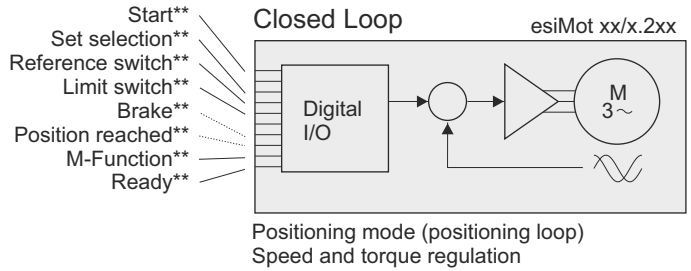 Start**
Set selection**
Reference switch**
Limit switch**
Brake**
Position reached**
M-Function**
Ready**
Closed Loop
esiMot xx/x.2xx
Digital
I/O
M
3~
Positioning mode (positioning loop)
Speed and torque regulation